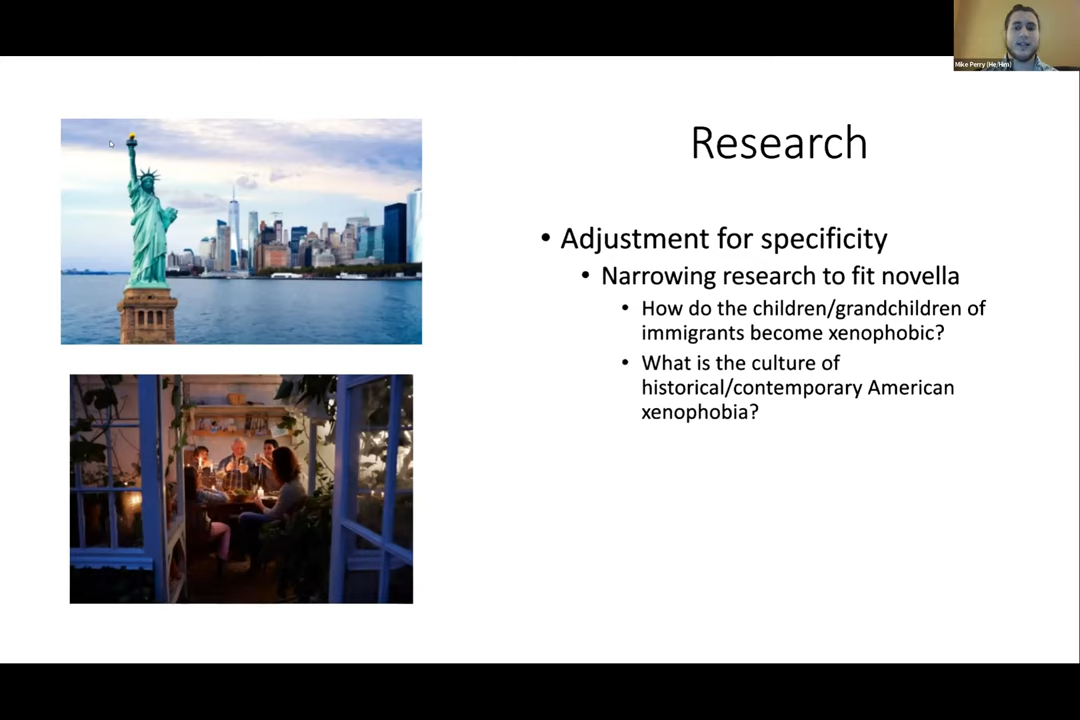 Mike Perry (He/Him)
Research
• Adjustment for specificity
• Narrowing research to fit novella
• How do the children/grandchildren of
immigrants become xenophobic?
• What is the culture of
historical/contemporary American
xenophobia?